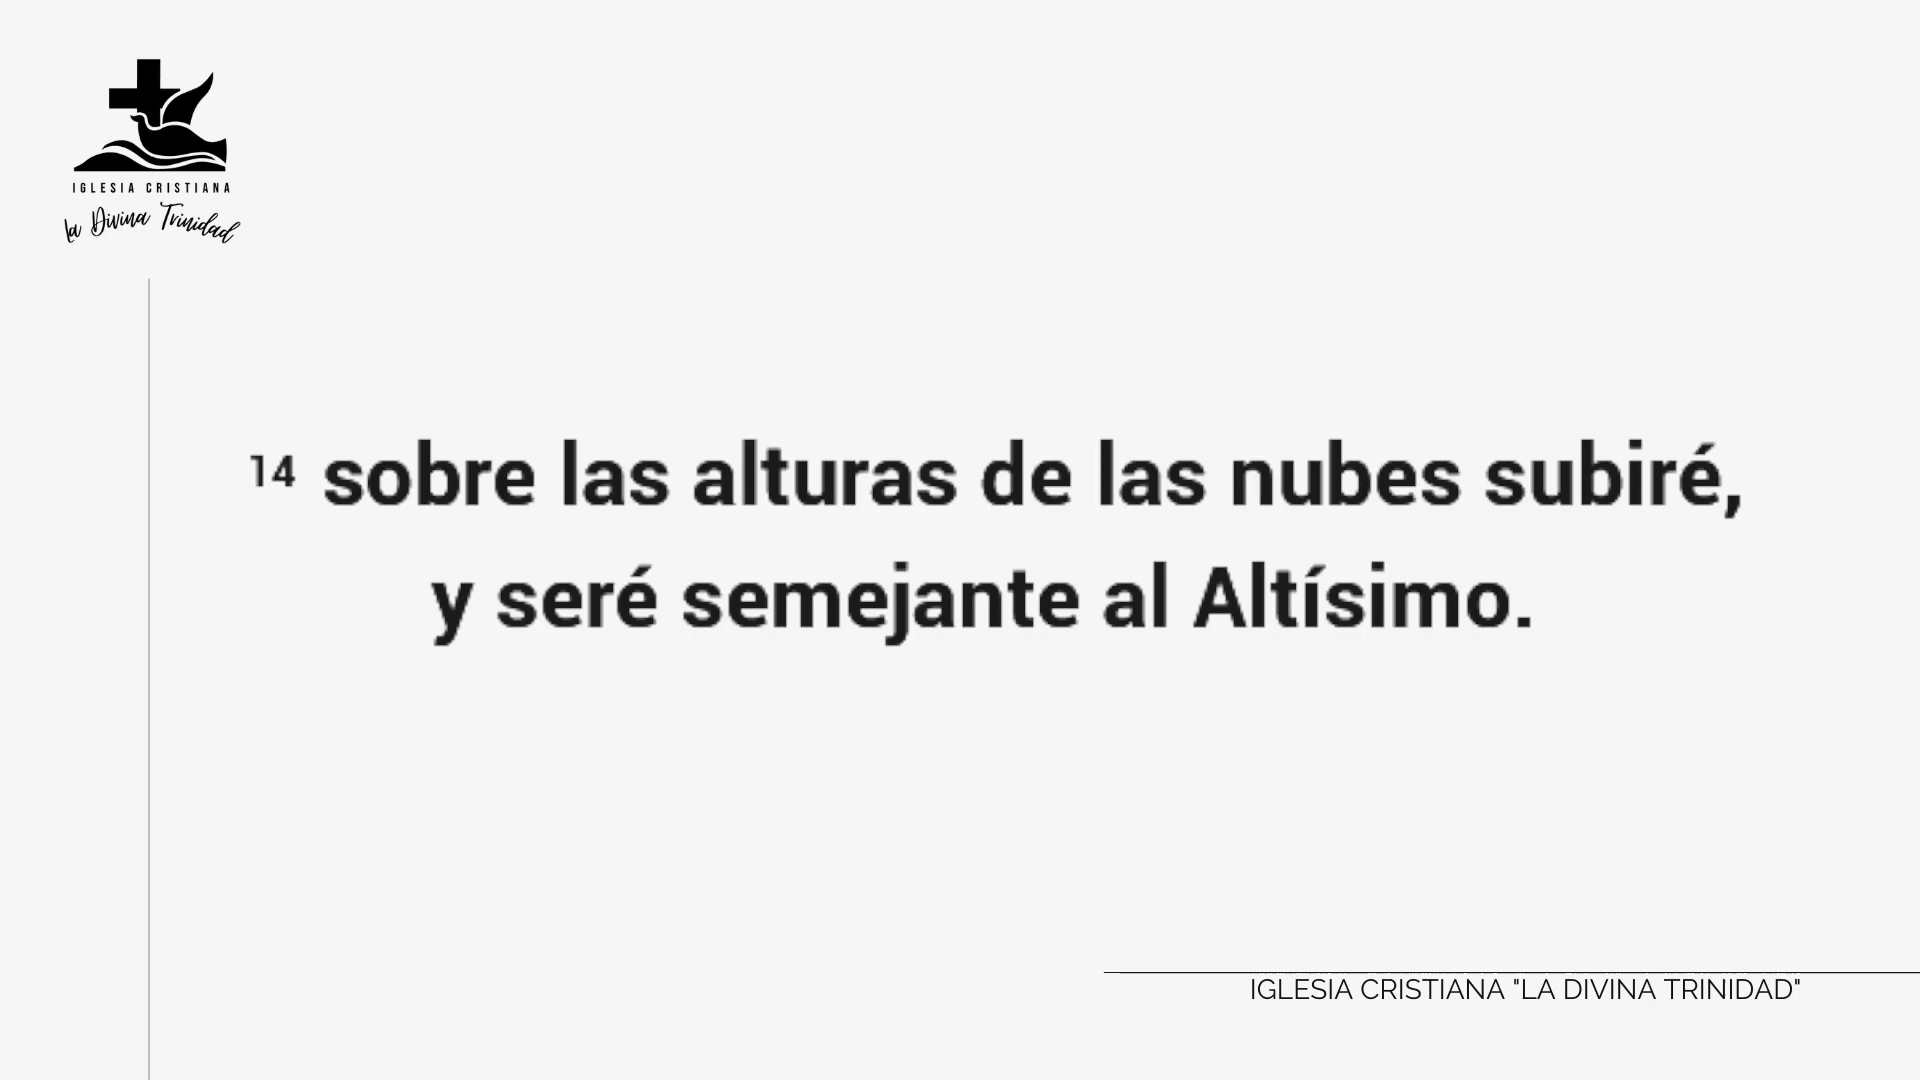 IGLESIA CRISTIANA
la Divina Trinidad
14 sobre las alturas de las nubes subiré,
y seré semejante al Altísimo.
IGLESIA CRISTIANA "LA DIVINA TRINIDAD"